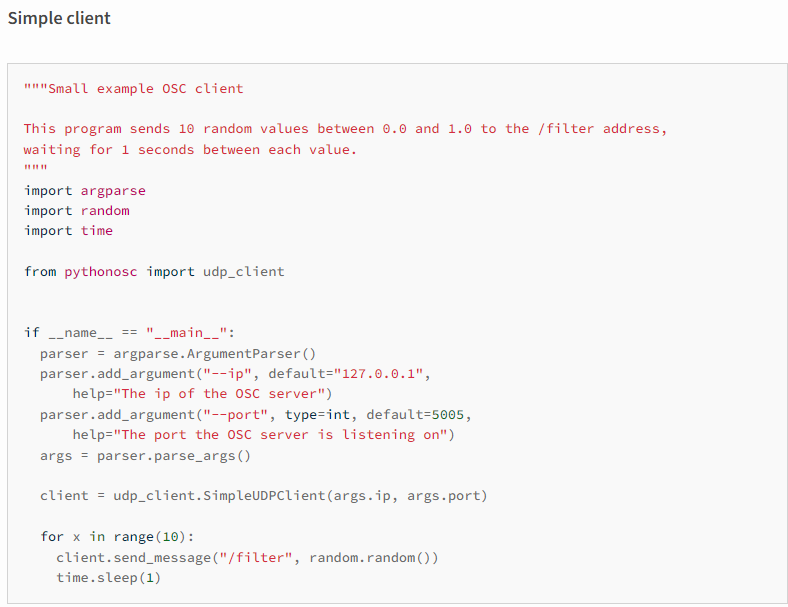 Simple client
"""Small example OSC client
This program sends 10 random values between 0.0 and 1.0 to the /filter address,
waiting for 1 seconds between each value.
"""
import argparse
import random
import time
from pythonosc import udp_client
if __name__ == "__main__":
  parser = argparse.ArgumentParser()
  parser.add_argument("--ip", default="127.0.0.1",
      help="The ip of the OSC server")
  parser.add_argument("--port", type=int, default=5005,
      help="The port the OSC server is listening on")
  args = parser.parse_args()
  client = udp_client.SimpleUDPClient(args.ip, args.port)
  for x in range(10):
    client.send_message("/filter", random.random())
    time.sleep(1)